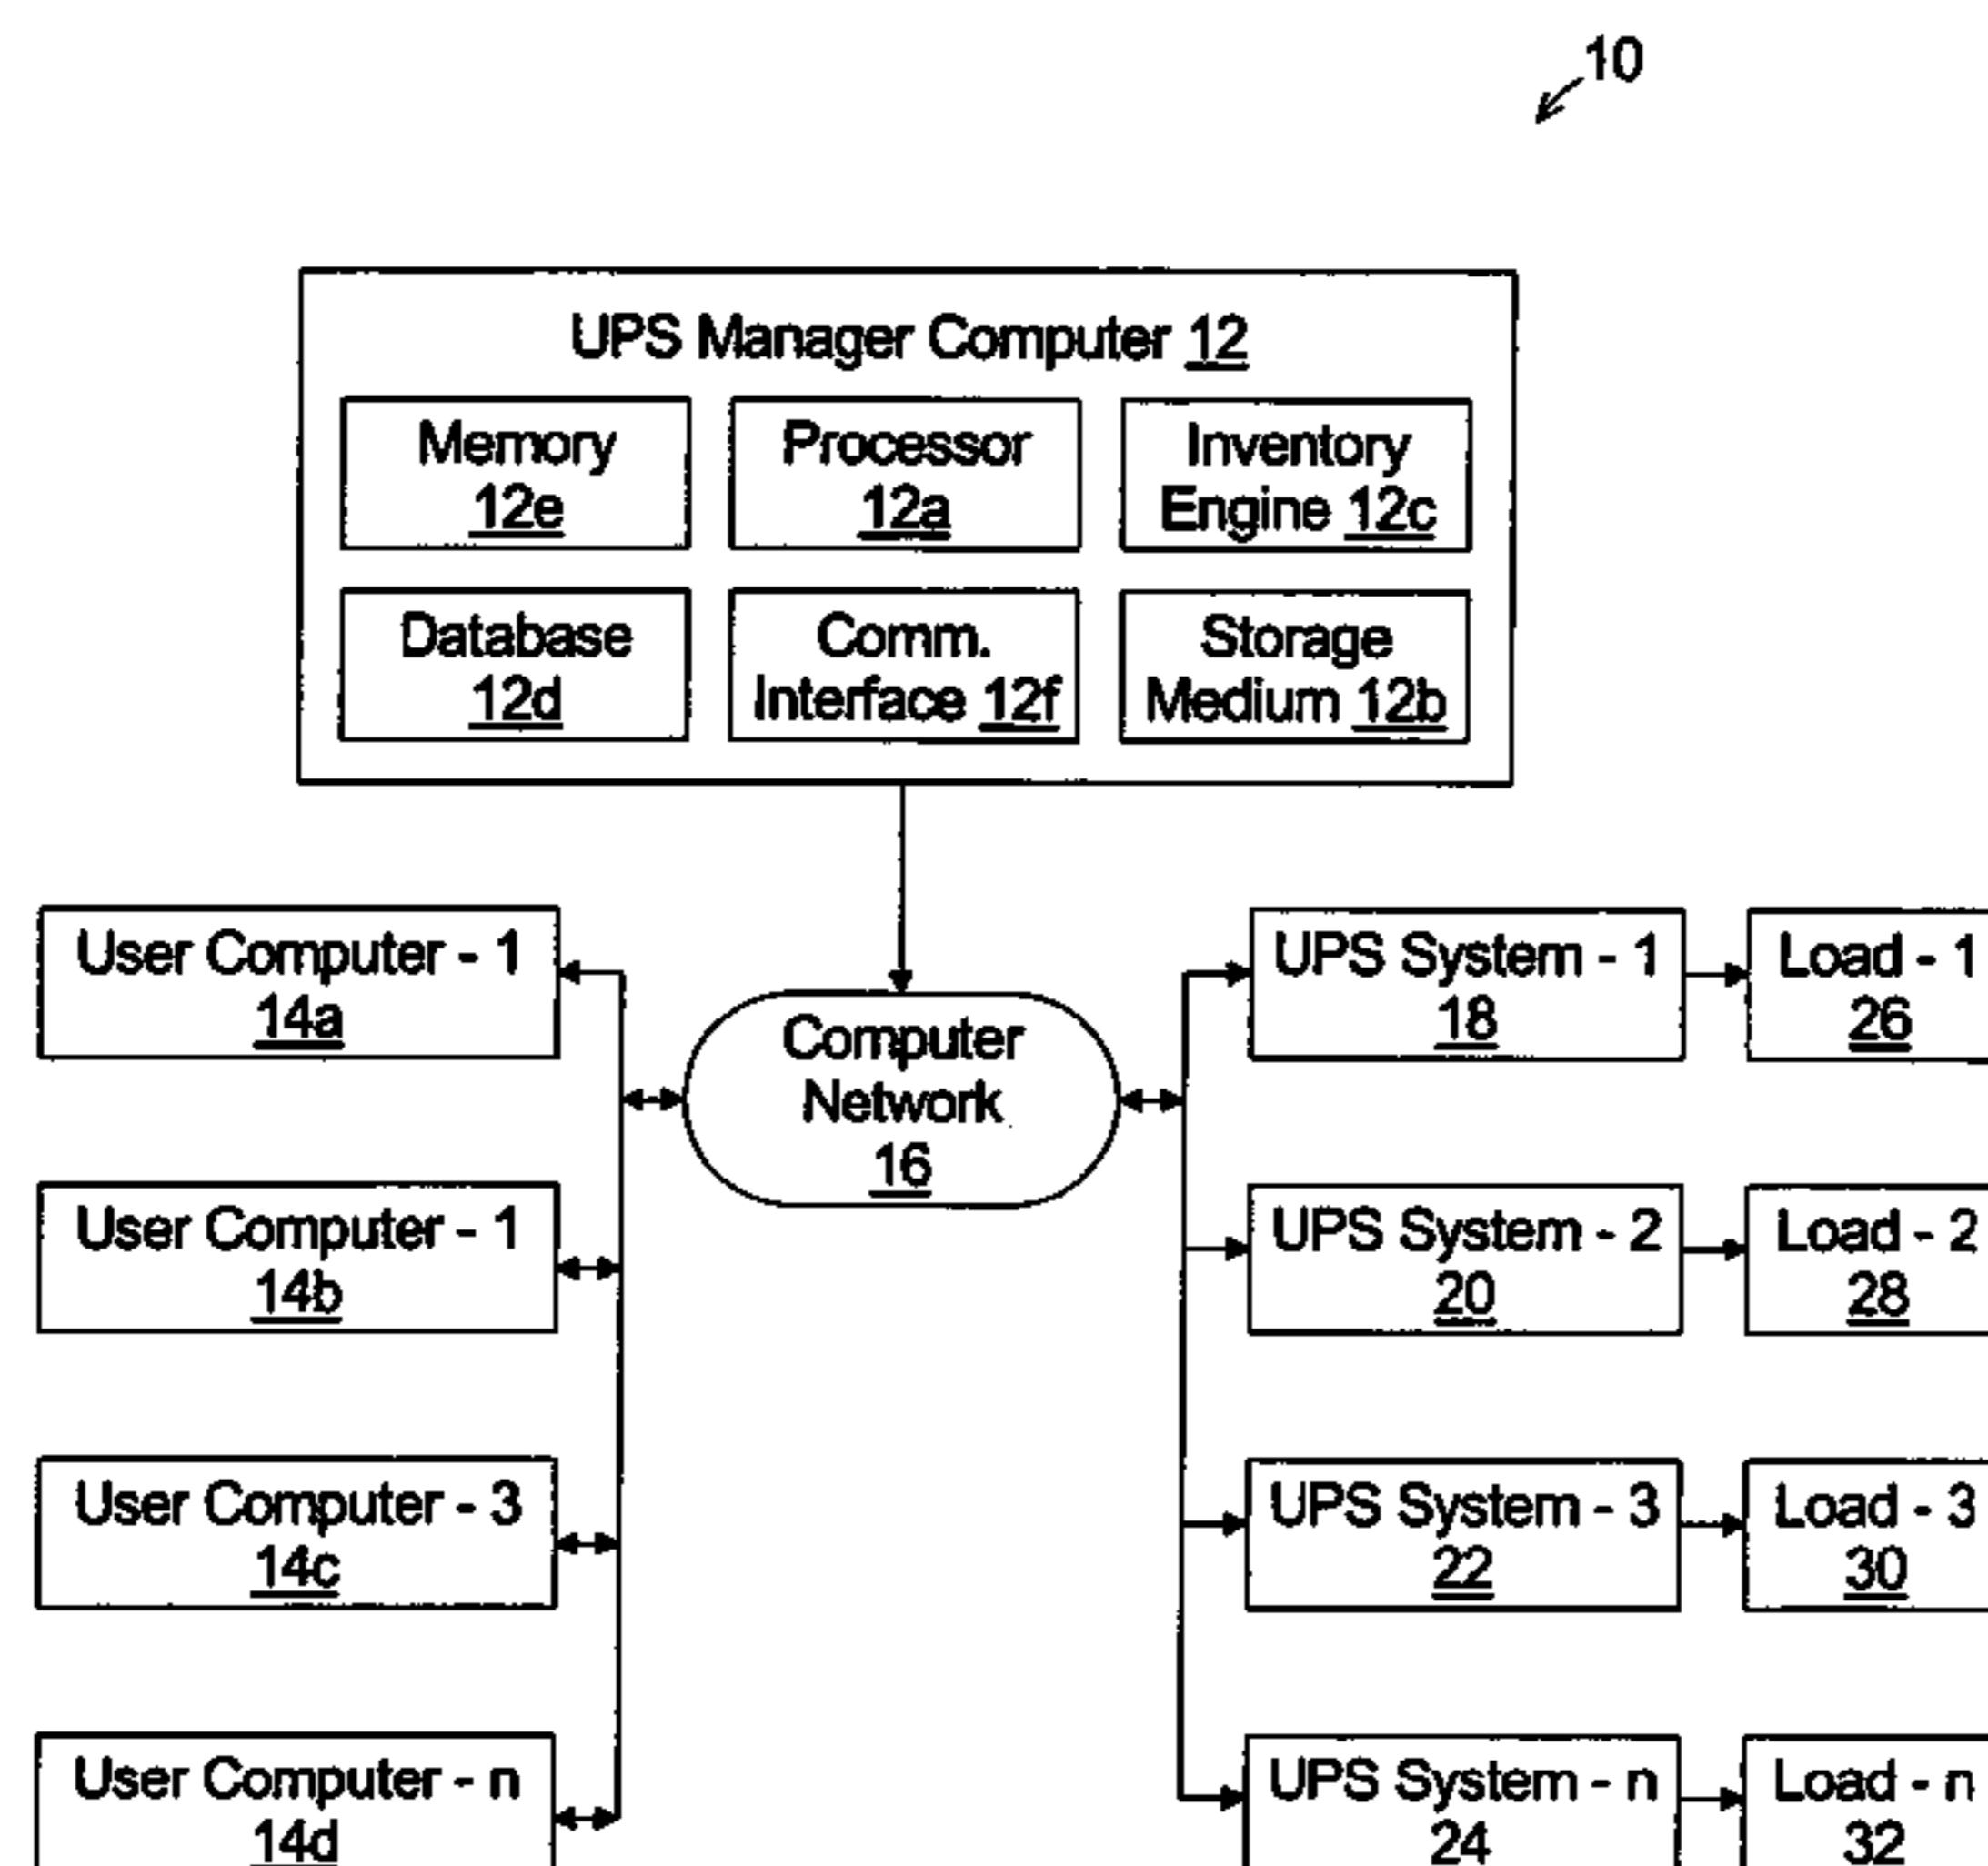 10
UPS Manager Computer 12
Memory
12e
Processor
12a
Inventory
Engine 12c
Database
12d
Comm.
Interface 12f
Storage
Medium 12b
User Computer - 1
14a
Computer
Network
16
UPS System - 1
18
Load - 1
26
User Computer - 1
14b
UPS System - 2
20
Load - 2
28
User Computer - 3
14c
UPS System - 3
22
Load - 3
30
User Computer - n
14d
UPS System - n
24
Load - n
32